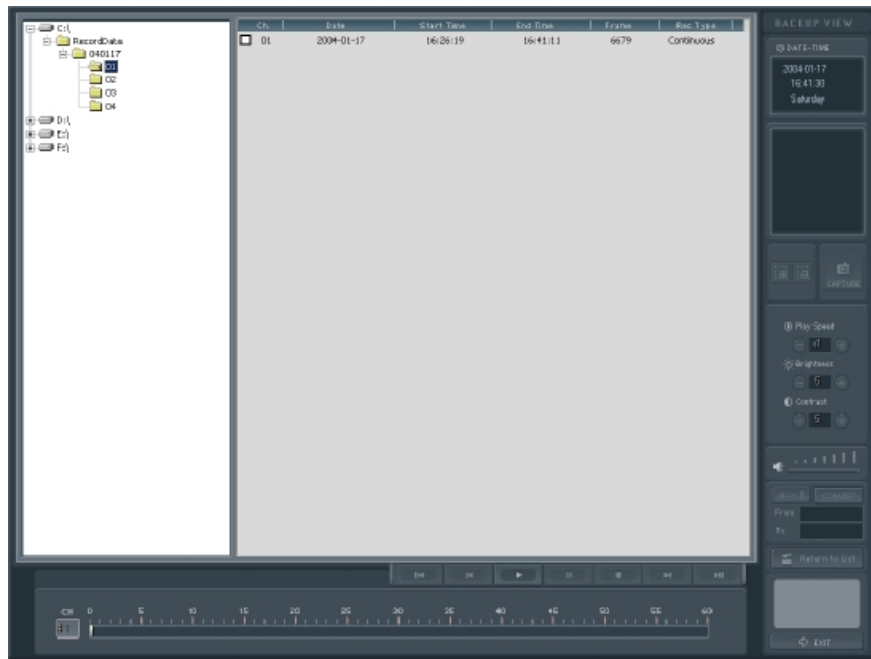 C:\
RecordData
040117
01
02
03
04
D:\
E:\
F:\
Ch. Date Start Time End Time Frame Rec Type
01 2004-01-17 16:26:19 16:41:11 6679 Continuous
BACKUP VIEW
DATE-TIME
2004-01-17
16:41:30
Saturday
CAPTURE
Play Speed
x1
Brightness
5
Contrast
5
CONVERT
From
To
Return to List
CH 0 5 10 15 20 25 30 35 40 45 50 55 60
#1
EXIT